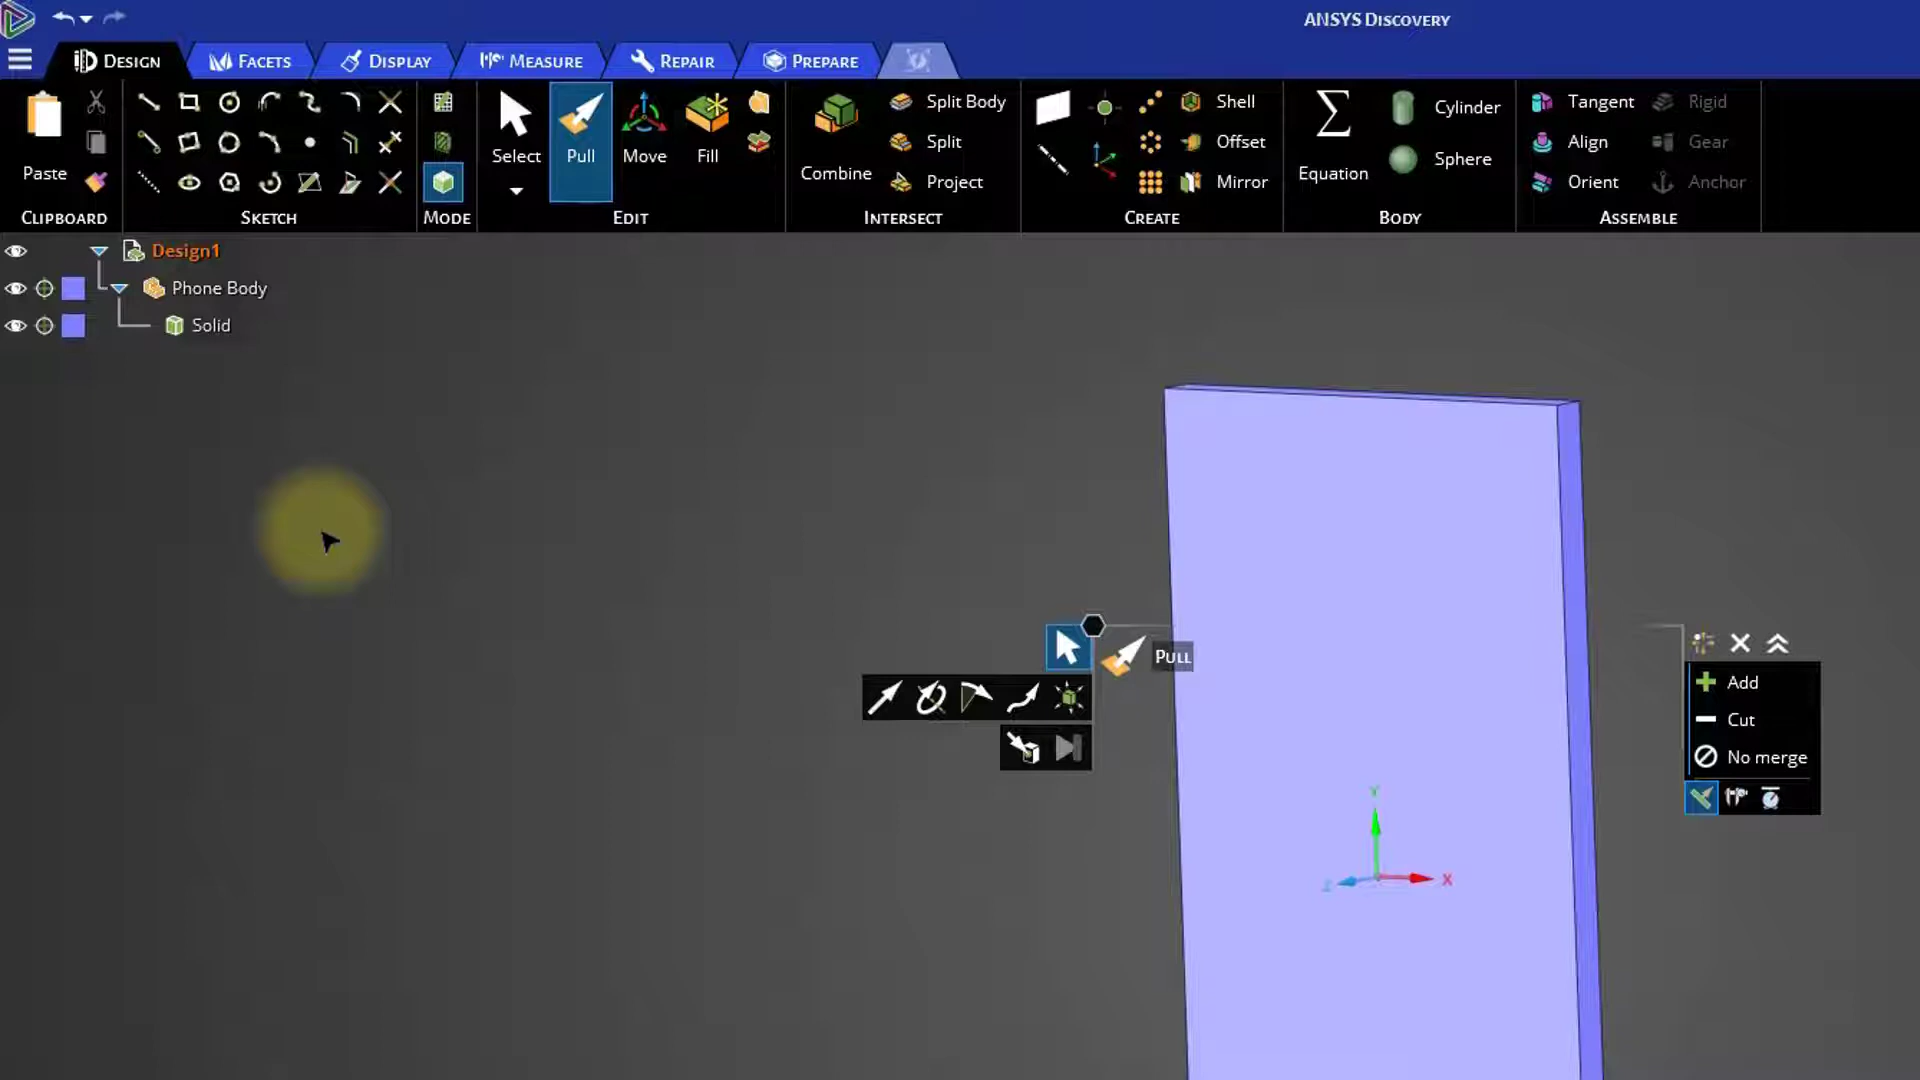 ANSYS DISCOVERY
DESIGN
FACETS
DISPLAY
MEASURE
REPAIR
PREPARE
Paste
CLIPBOARD
SKETCH
MODE
Select
Pull
Move
Fill
EDIT
Combine
Split Body
Split
Project
INTERSECT
Shell
Offset
Mirror
CREATE
Equation
Cylinder
Sphere
BODY
Tangent
Align
Orient
Rigid
Gear
Anchor
ASSEMBLE
Design1
Phone Body
Solid
PULL
Add
Cut
No merge
Y
Z
X